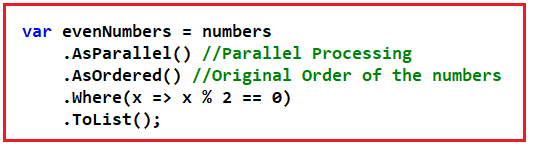 var evenNumbers = numbers
.AsParallel() //Parallel Processing
.AsOrdered() //Original Order of the numbers
.Where(x => x % 2 == 0)
.ToList();